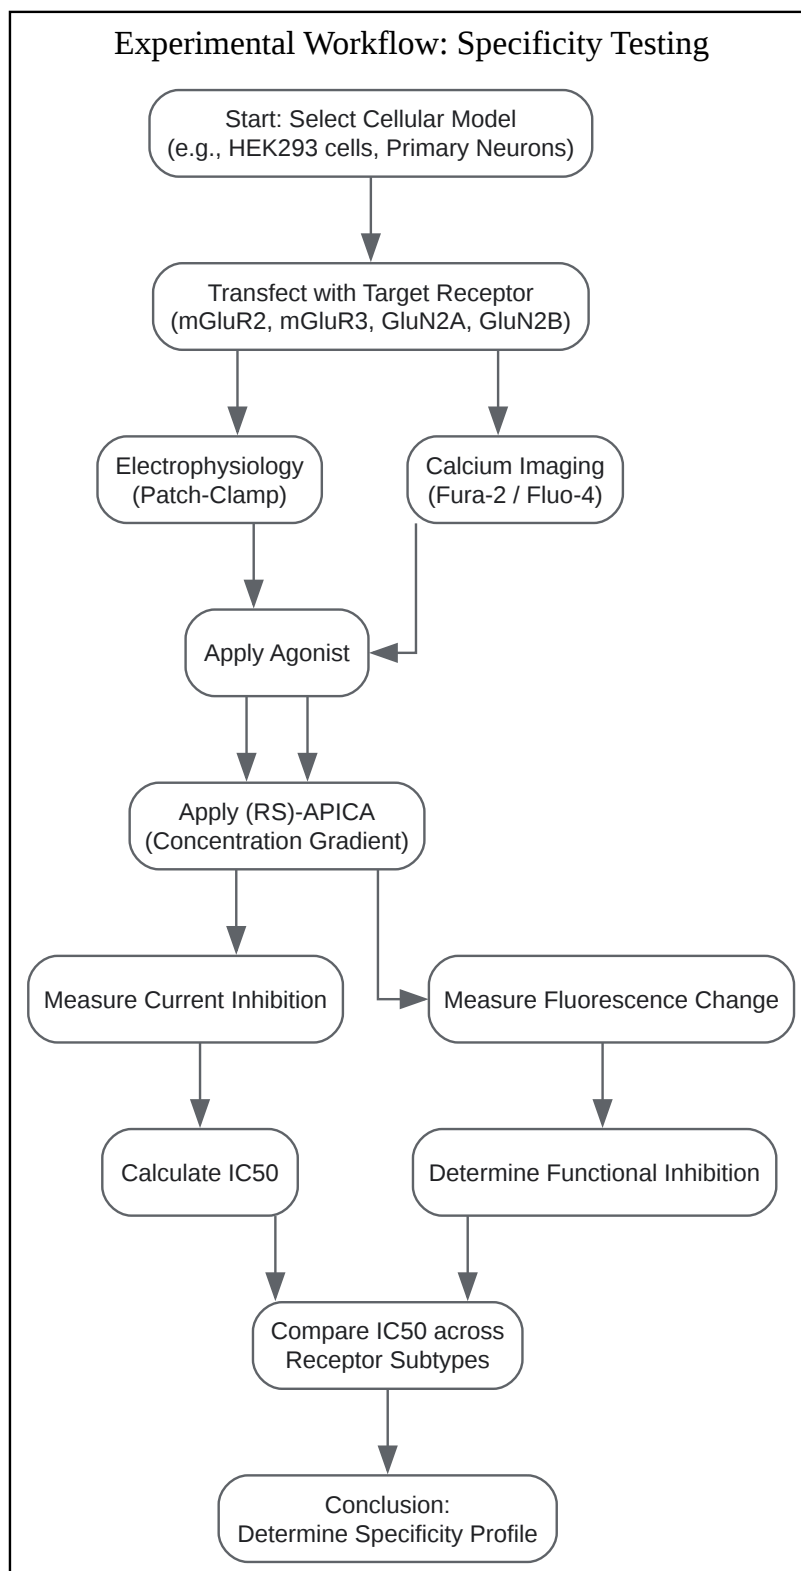 Experimental Workflow: Specificity Testing
Start: Select Cellular Model
(e.g., HEK293 cells, Primary Neurons)
Transfect with Target Receptor
(mGluR2, mGluR3, GluN2A, GluN2B)
Electrophysiology
(Patch-Clamp)
Calcium Imaging
(Fura-2 / Fluo-4)
Apply Agonist
Apply (RS)-APICA
(Concentration Gradient)
Measure Current Inhibition
Measure Fluorescence Change
Calculate IC50
Determine Functional Inhibition
Compare IC50 across
Receptor Subtypes
Conclusion:
Determine Specificity Profile